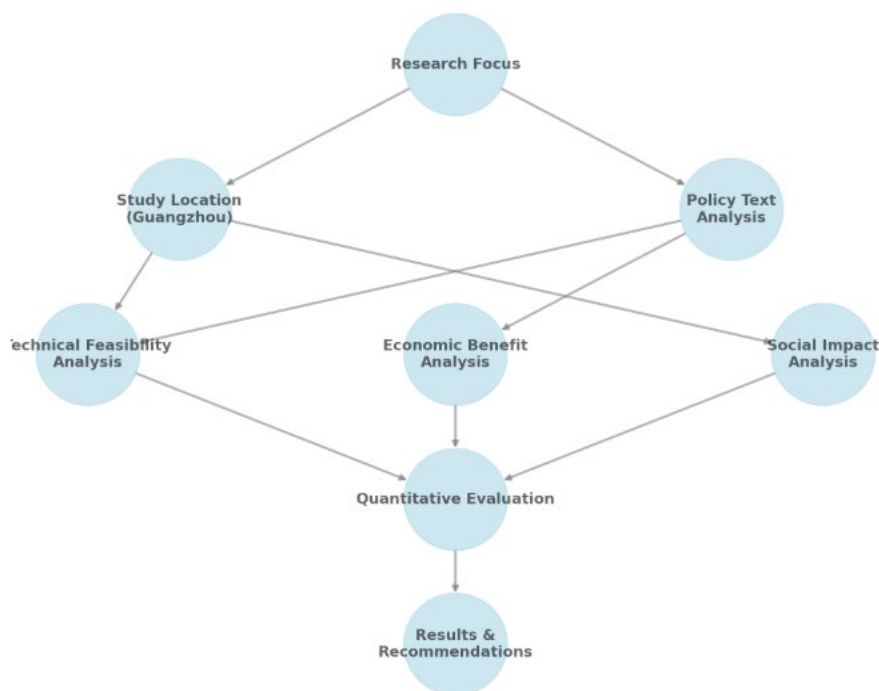 Research Focus
Study Location
(Guangzhou)
Policy Text
Analysis
echnical Feasibility
Analysis
Economic Benefit
Analysis
Social Impact
Analysis
Quantitative Evaluation
Results &
Recommendations